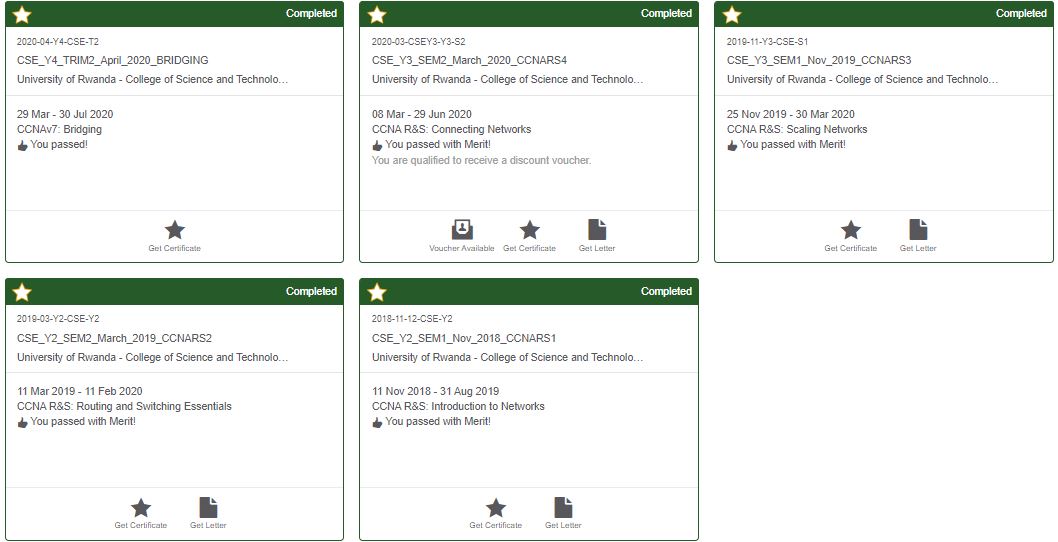 Completed
2020-04-Y4-CSE-T2
CSE_Y4_TRIM2_April_2020_BRIDGING
University of Rwanda - College of Science and Technolo…
29 Mar - 30 Jul 2020
CCNAv7: Bridging
You passed!
Get Certificate
Completed
2020-03-CSEY3-Y3-S2
CSE_Y3_SEM2_March_2020_CCNARS4
University of Rwanda - College of Science and Technolo…
08 Mar - 29 Jun 2020
CCNA R&S: Connecting Networks
You passed with Merit!
You are qualified to receive a discount voucher.
Voucher Available Get Certificate Get Letter
Completed
2019-11-Y3-CSE-S1
CSE_Y3_SEM1_Nov_2019_CCNARS3
University of Rwanda - College of Science and Technolo…
25 Nov 2019 - 30 Mar 2020
CCNA R&S: Scaling Networks
You passed with Merit!
Get Certificate Get Letter
Completed
2019-03-Y2-CSE-Y2
CSE_Y2_SEM2_March_2019_CCNARS2
University of Rwanda - College of Science and Technolo…
11 Mar 2019 - 11 Feb 2020
CCNA R&S: Routing and Switching Essentials
You passed with Merit!
Get Certificate Get Letter
Completed
2018-11-12-CSE-Y2
CSE_Y2_SEM1_Nov_2018_CCNARS1
University of Rwanda - College of Science and Technolo…
11 Nov 2018 - 31 Aug 2019
CCNA R&S: Introduction to Networks
You passed with Merit!
Get Certificate Get Letter